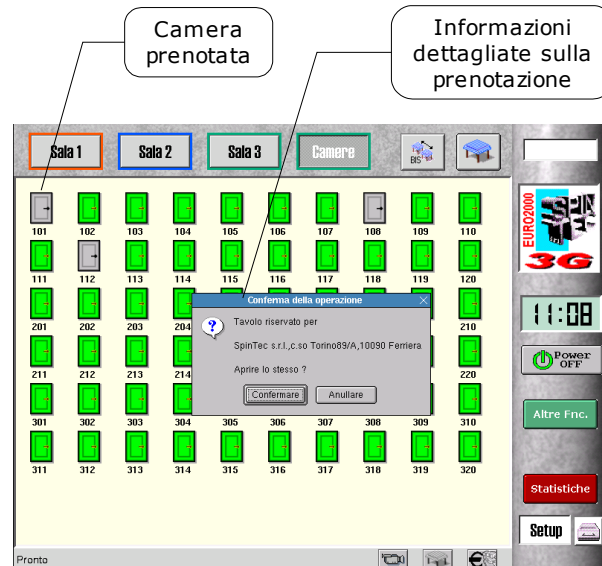 Camera
prenotata
Informazioni
dettagliate sulla
prenotazione
Sala 1 Sala 2 Sala 3 Camere BIS
101 102 103 104 105 106 107 108 109 110
111 112 113 114 115 116 117 118 119 120
201 202 203 204 210
211 212 213 214 220
301 302 303 304 305 306 307 308 309 310
311 312 313 314 315 316 317 318 319 320
Conferma della operazione
Tavolo riservato per
SpinTec s.r.l.,c.so Torino89/A,10090 Ferriera
Aprire lo stesso ?
Confermare Anullare
EURO2000
SPIN
TEC
3G
11:08
Power
OFF
Altre Fnc.
Statistiche
Setup
Pronto